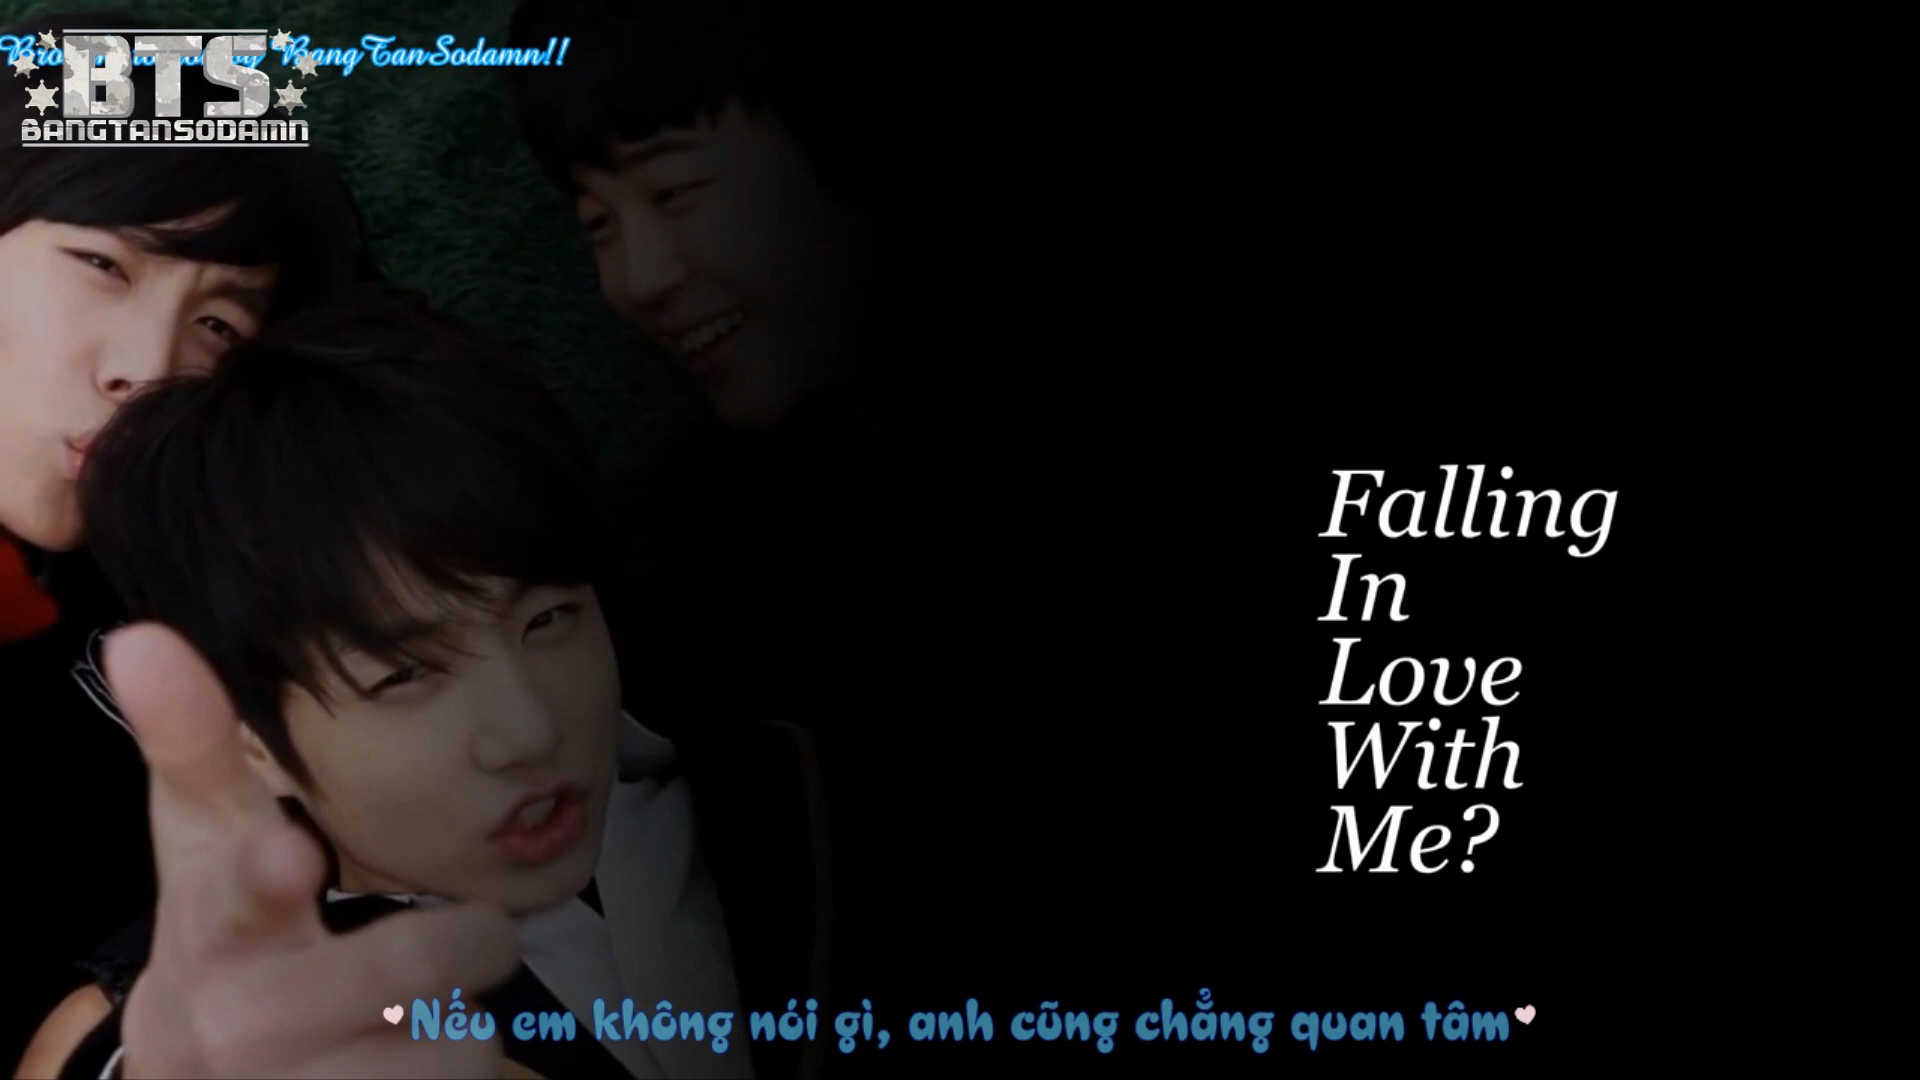 BangTanSodamn!!
BTS
BANGTANSODAMN
Falling
In
Love
With
Me?
Nếu em không nói gì, anh cũng chẳng quan tâm